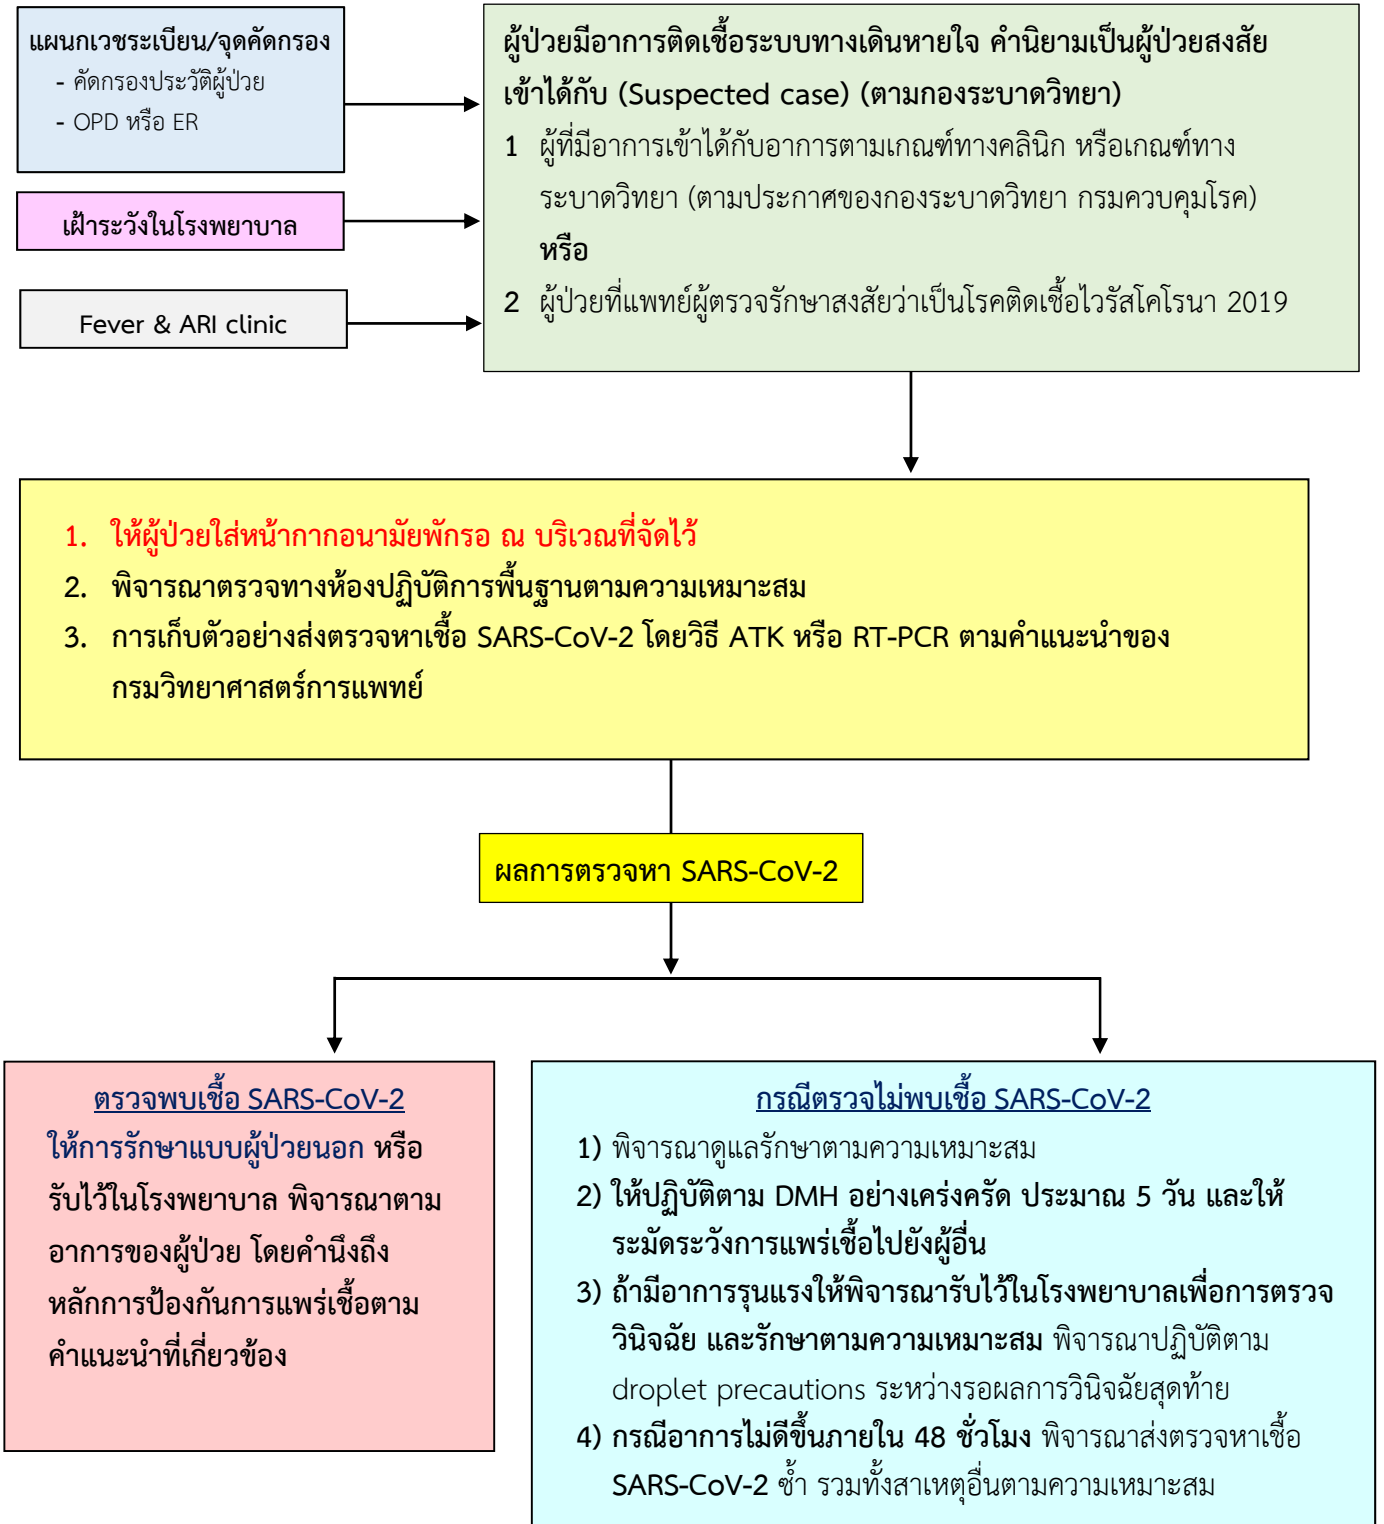 แผนกเวชระเบียน/จุดคัดกรอง
- คัดกรองประวัติผู้ป่วย
- OPD หรือ ER
เฝ้าระวังในโรงพยาบาล
Fever & ARI clinic
ผู้ป่วยมีอาการติดเชื้อระบบทางเดินหายใจ คำนิยามเป็นผู้ป่วยสงสัย
เข้าได้กับ (Suspected case) (ตามกองระบาดวิทยา)
1 ผู้ที่มีอาการเข้าได้กับอาการตามเกณฑ์ทางคลินิก หรือเกณฑ์ทาง
ระบาดวิทยา (ตามประกาศของกองระบาดวิทยา กรมควบคุมโรค)
หรือ
2 ผู้ป่วยที่แพทย์ผู้ตรวจรักษาสงสัยว่าเป็นโรคติดเชื้อไวรัสโคโรนา 2019
1. ให้ผู้ป่วยใส่หน้ากากอนามัยพักรอ ณ บริเวณที่จัดไว้
2. พิจารณาตรวจทางห้องปฏิบัติการพื้นฐานตามความเหมาะสม
3. การเก็บตัวอย่างส่งตรวจหาเชื้อ SARS-CoV-2 โดยวิธี ATK หรือ RT-PCR ตามคำแนะนำของ
กรมวิทยาศาสตร์การแพทย์
ผลการตรวจหา SARS-CoV-2
ตรวจพบเชื้อ SARS-CoV-2
ให้การรักษาแบบผู้ป่วยนอก หรือ
รับไว้ในโรงพยาบาล พิจารณาตาม
อาการของผู้ป่วย โดยคำนึงถึง
หลักการป้องกันการแพร่เชื้อตาม
คำแนะนำที่เกี่ยวข้อง
กรณีตรวจไม่พบเชื้อ SARS-CoV-2
1) พิจารณาดูแลรักษาตามความเหมาะสม
2) ให้ปฏิบัติตาม DMH อย่างเคร่งครัด ประมาณ 5 วัน และให้
ระมัดระวังการแพร่เชื้อไปยังผู้อื่น
3) ถ้ามีอาการรุนแรงให้พิจารณารับไว้ในโรงพยาบาลเพื่อการตรวจ
วินิจฉัย และรักษาตามความเหมาะสม พิจารณาปฏิบัติตาม
droplet precautions ระหว่างรอผลการวินิจฉัยสุดท้าย
4) กรณีอาการไม่ดีขึ้นภายใน 48 ชั่วโมง พิจารณาส่งตรวจหาเชื้อ
SARS-CoV-2 ซ้ำ รวมทั้งสาเหตุอื่นตามความเหมาะสม